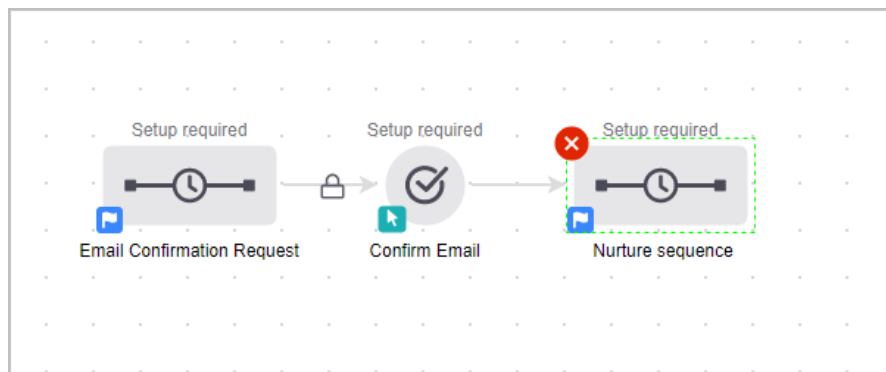 Setup required
Setup required
Setup required
Email Confirmation Request
Confirm Email
Nurture sequence